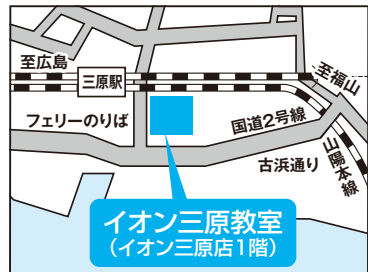 至広島
三原駅
至福山
フェリーのりば
国道2号線
山陽本線
古浜通り
イオン三原教室
(イオン三原店1階)